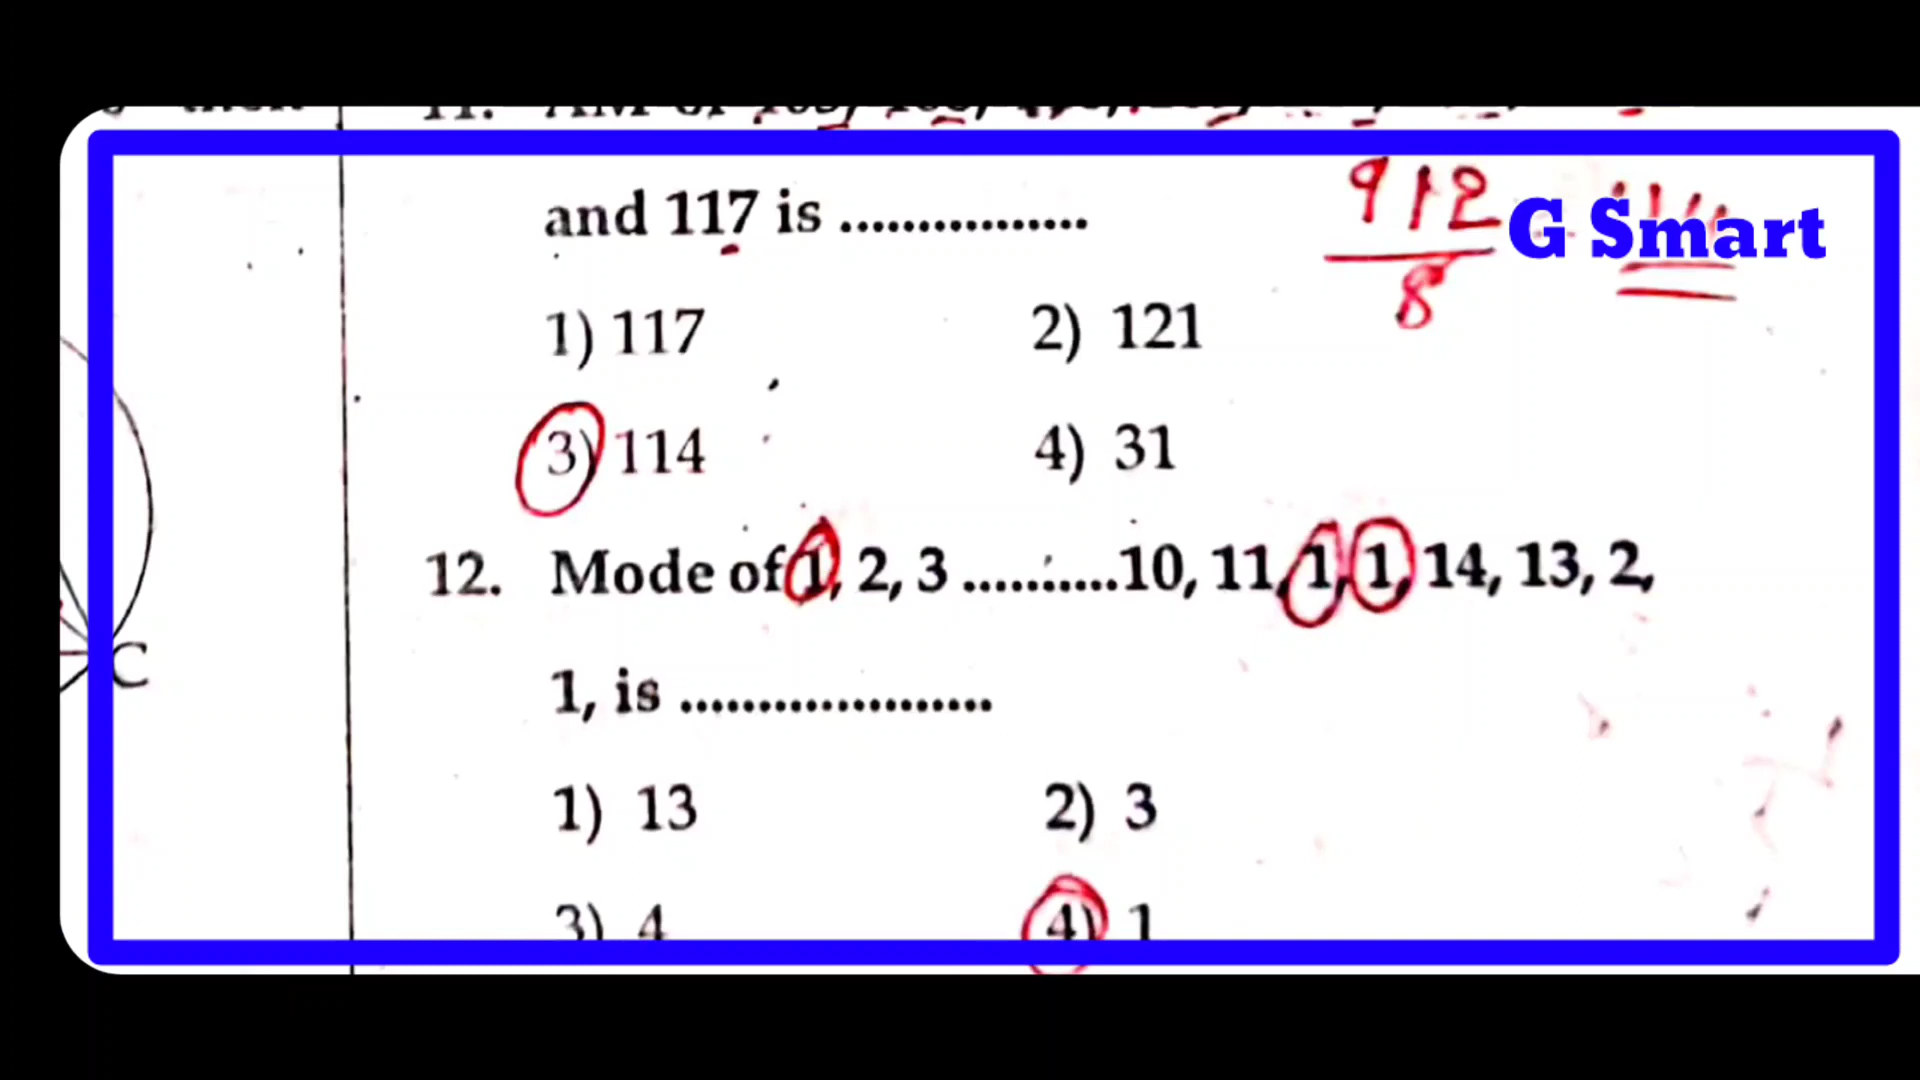 and 117 is ................
912
8
G Smart
1) 117
2) 121
3) 114
4) 31
12. Mode of 1, 2, 3 ..........10, 11, 1, 1, 14, 13, 2,
1, is ....................
1) 13
2) 3
3) 4
4) 1
C